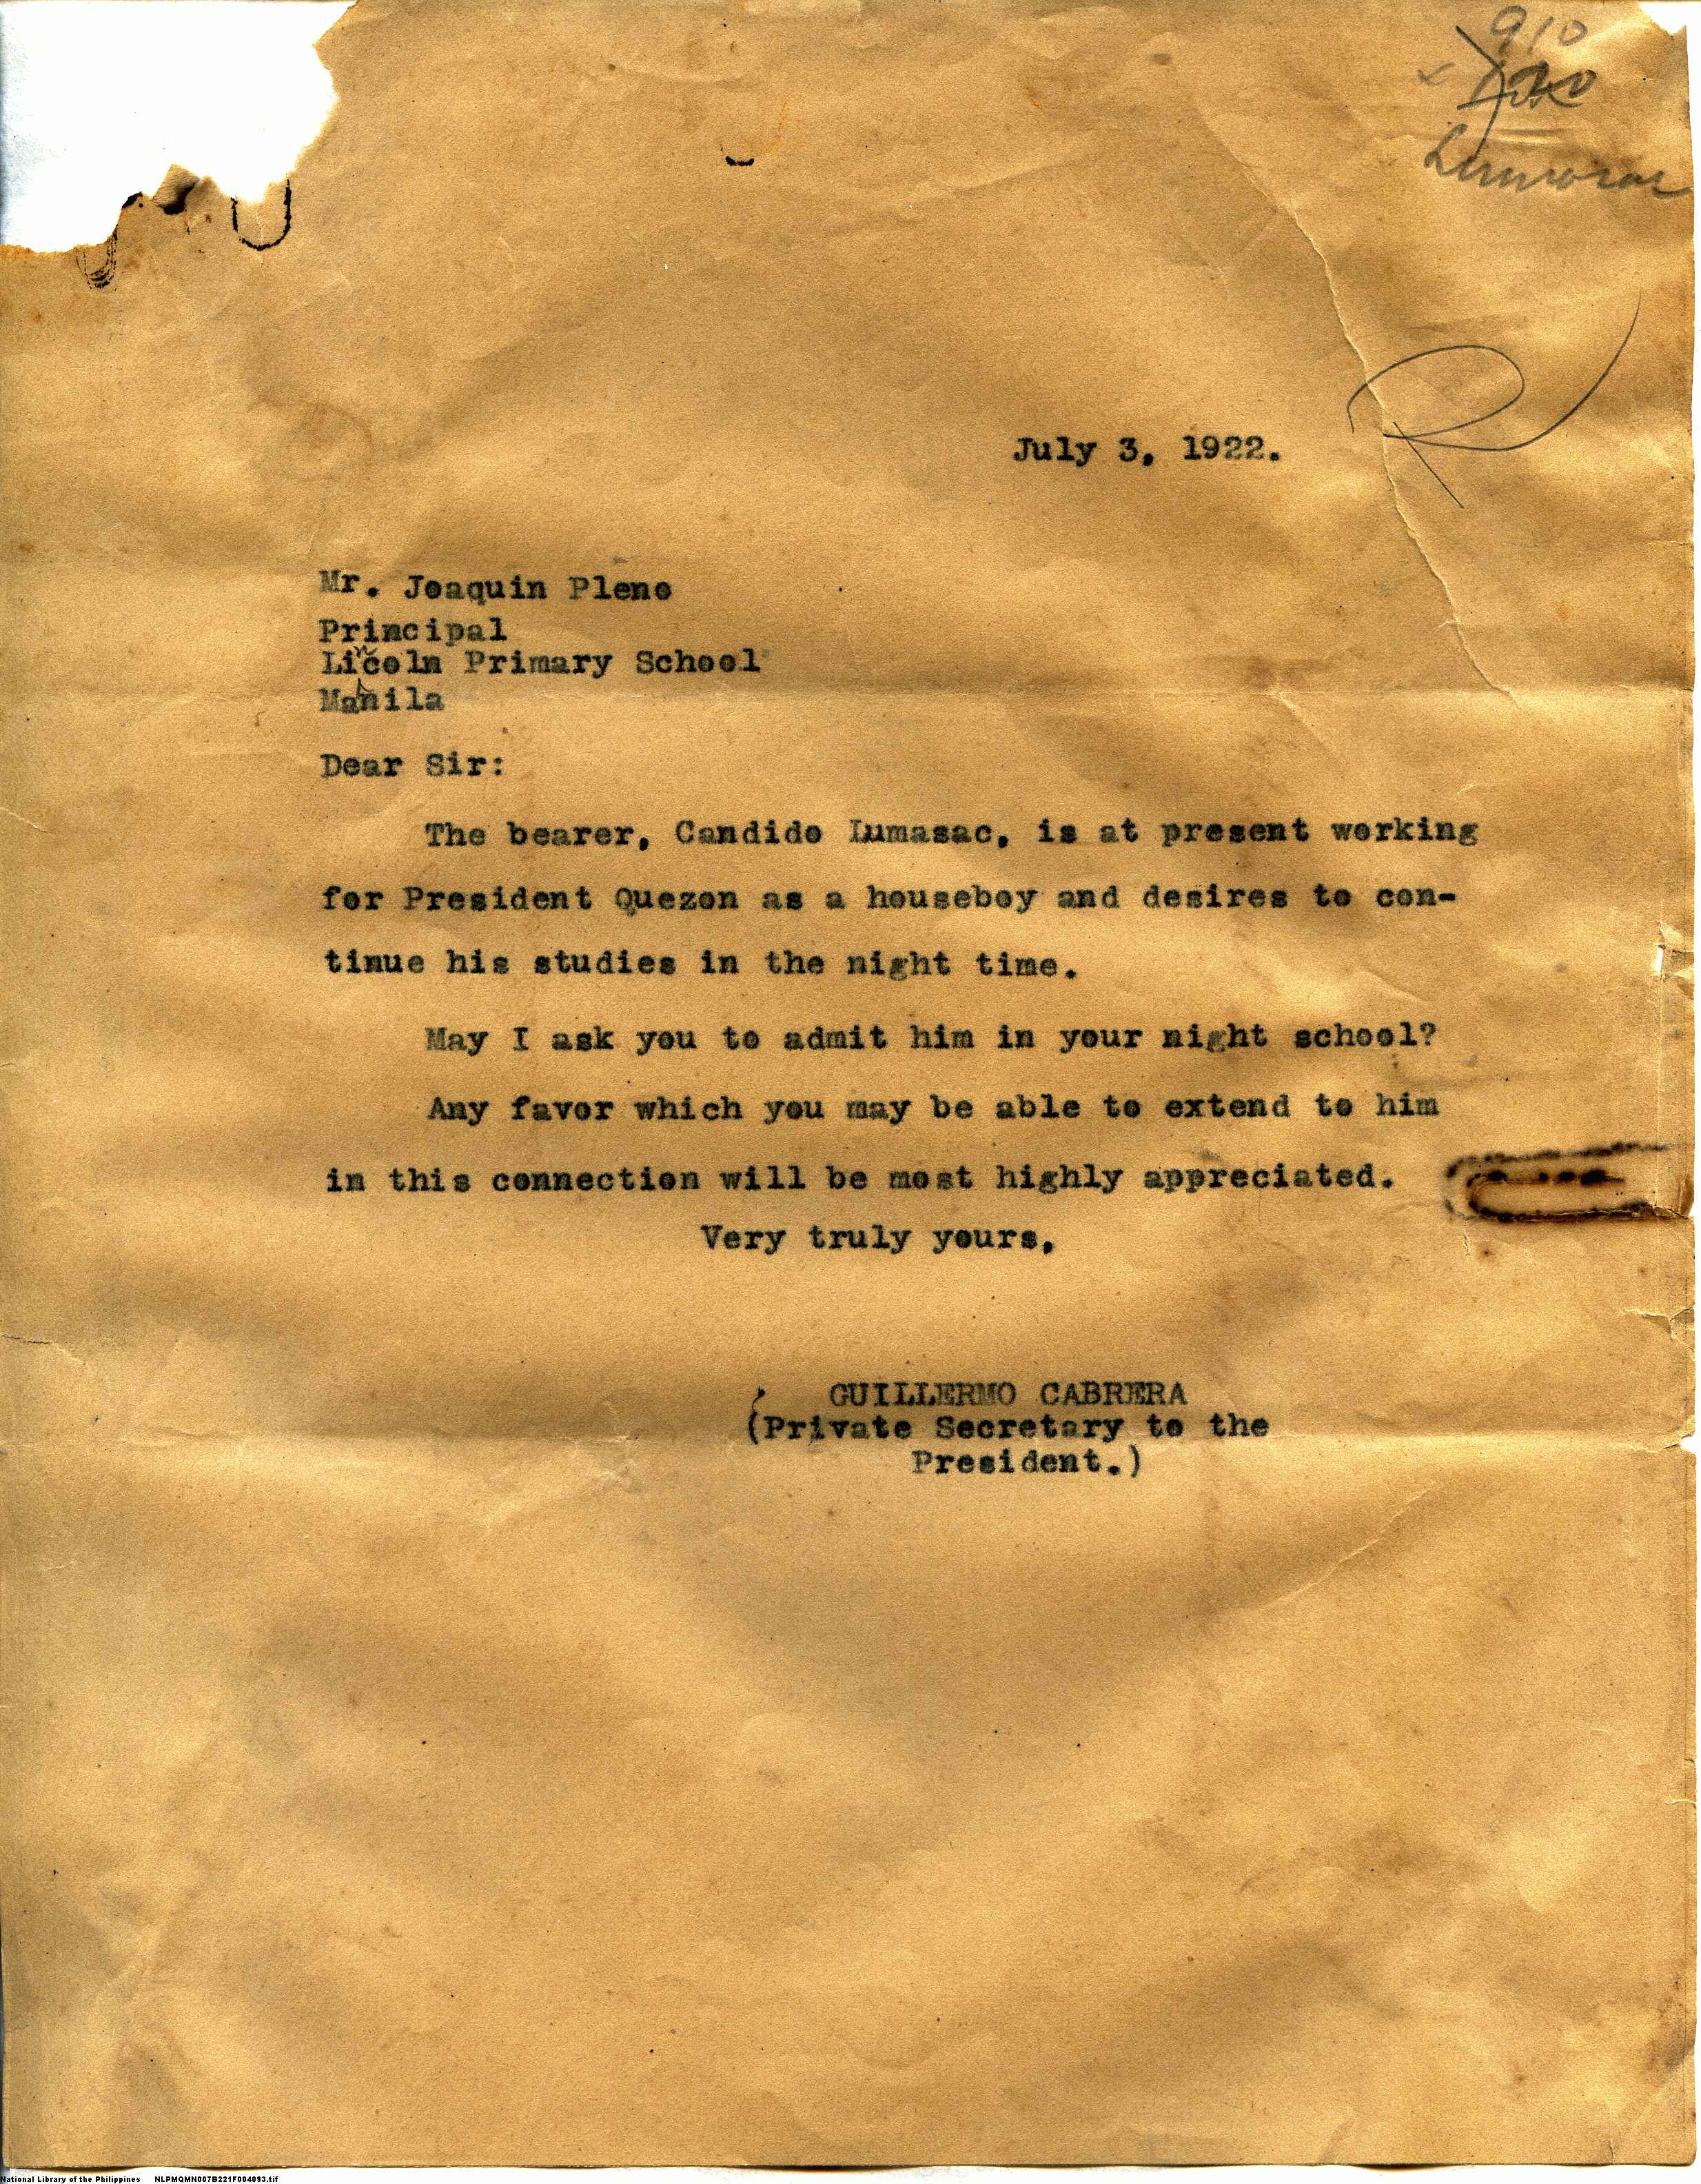 910
Lumasac
R
July 3, 1922.
Mr. Joaquin Pleno
Principal
Lincoln Primary School
Manila
Dear Sir:
The bearer, Candido Lumasac, is at present working
for President Quezon as a houseboy and desires to con-
tinue his studies in the night time.
May I ask you to admit him in your night school?
Any favor which you may be able to extend to him
in this connection will be most highly appreciated.
Very truly yours,
GUILLERMO CABRERA
(Private Secretary to the
President.)
National Library of the Philippines NLPMQMN007B221F004093.tif